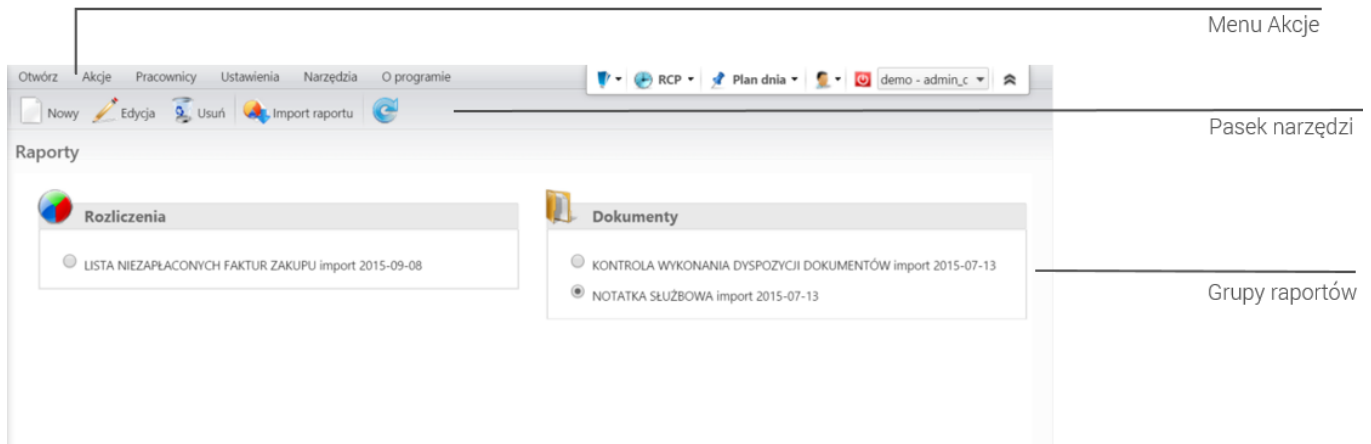 Menu Akcje
Otwórz Akcje Pracownicy Ustawienia Narzędzia O programie
RCP Plan dnia demo - admin_c
Nowy Edycja Usuń Import raportu
Pasek narzędzi
Raporty
Rozliczenia
LISTA NIEZAPŁACONYCH FAKTUR ZAKUPU import 2015-09-08
Dokumenty
KONTROLA WYKONANIA DYSPOZYCJI DOKUMENTÓW import 2015-07-13
NOTATKA SŁUŻBOWA import 2015-07-13
Grupy raportów